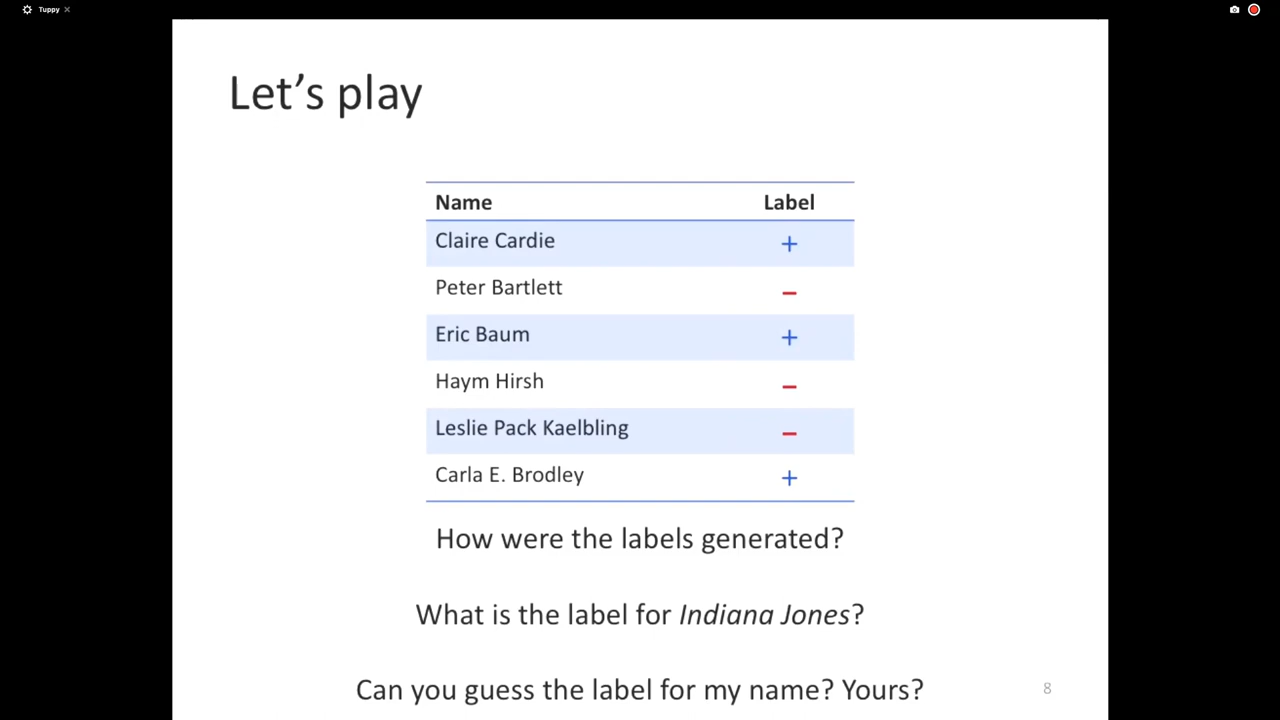 Tuppy
Let's play
Name Label
Claire Cardie +
Peter Bartlett –
Eric Baum +
Haym Hirsh –
Leslie Pack Kaelbling –
Carla E. Brodley +
How were the labels generated?
What is the label for Indiana Jones?
Can you guess the label for my name? Yours?
8